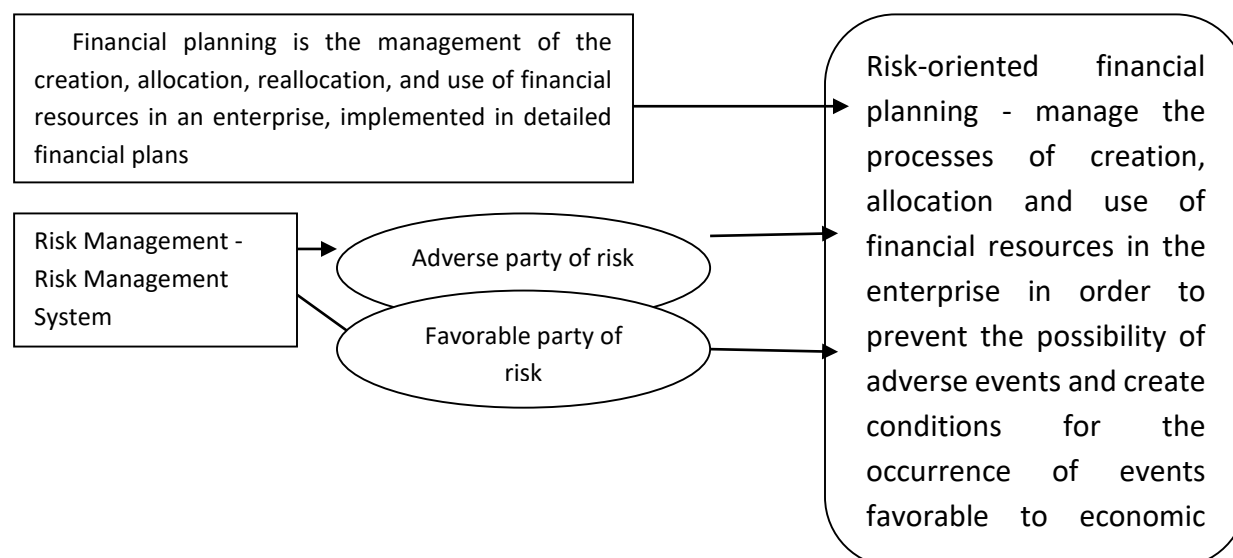 Financial planning is the management of the
creation, allocation, reallocation, and use of financial
resources in an enterprise, implemented in detailed
financial plans
Risk Management -
Risk Management
System
Adverse party of risk
Favorable party of
risk
Risk-oriented financial
planning - manage the
processes of creation,
allocation and use of
financial resources in the
enterprise in order to
prevent the possibility of
adverse events and create
conditions for the
occurrence of events
favorable to economic